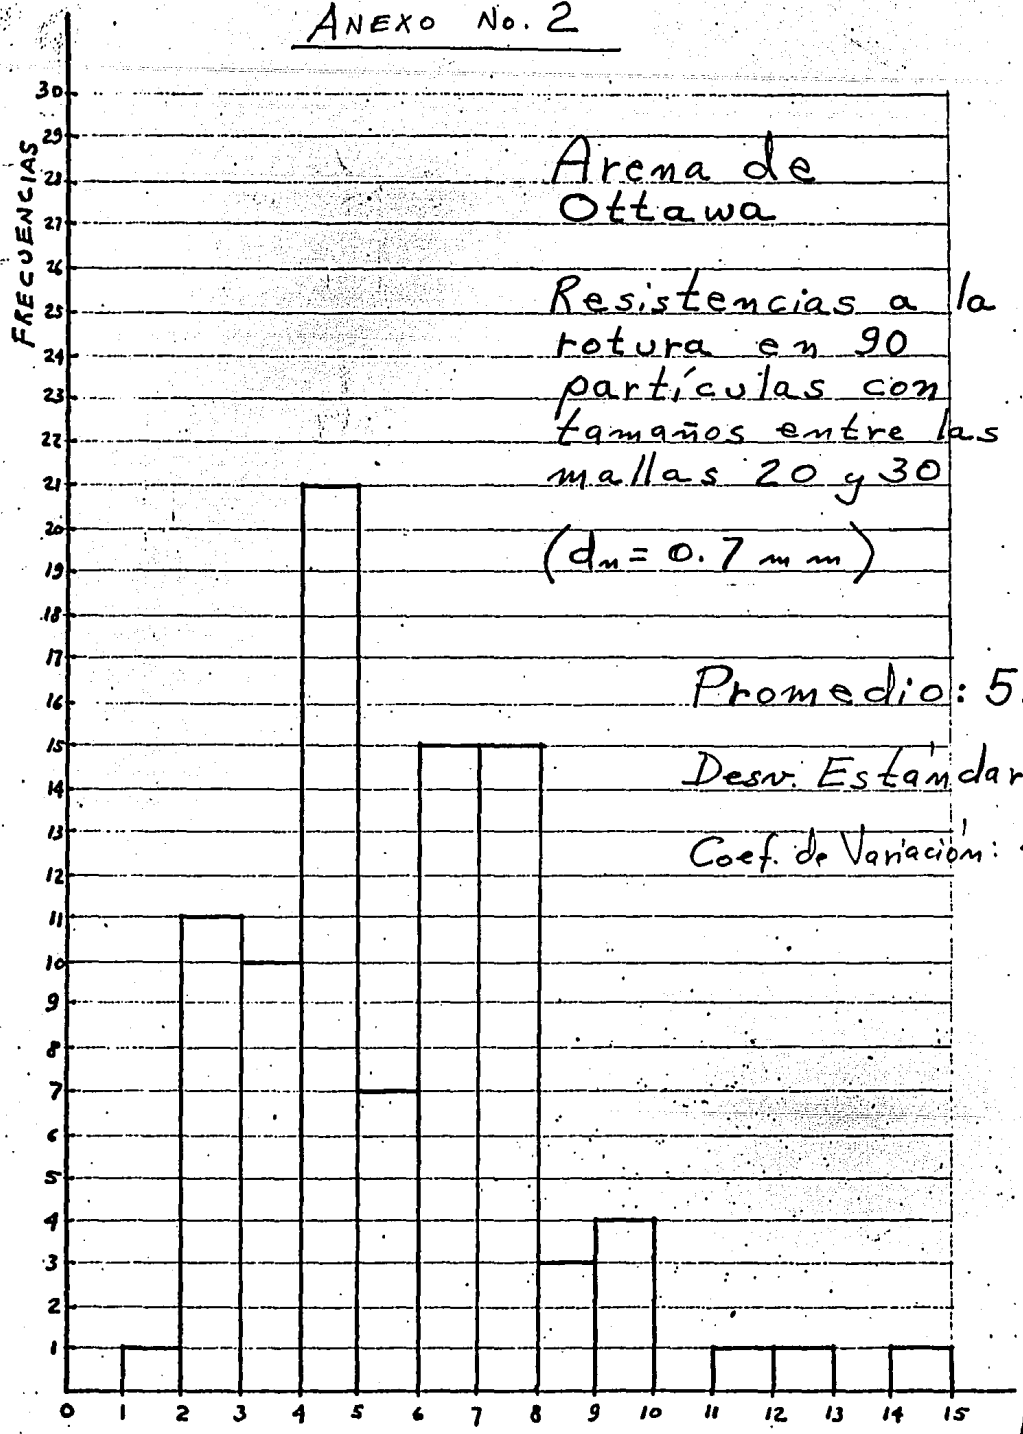 ANEXO No. 2
FRECUENCIAS
30
29
28
27
26
25
24
23
22
21
20
19
18
17
16
15
14
13
12
11
10
9
8
7
6
5
4
3
2
1
Arena de
Ottawa
Resistencias a la
rotura en 90
partículas con
tamaños entre las
mallas 20 y 30
(dn = 0.7 mm)
Promedio: 5.
Desv. Estándar
Coef. de Variación:
0 1 2 3 4 5 6 7 8 9 10 11 12 13 14 15